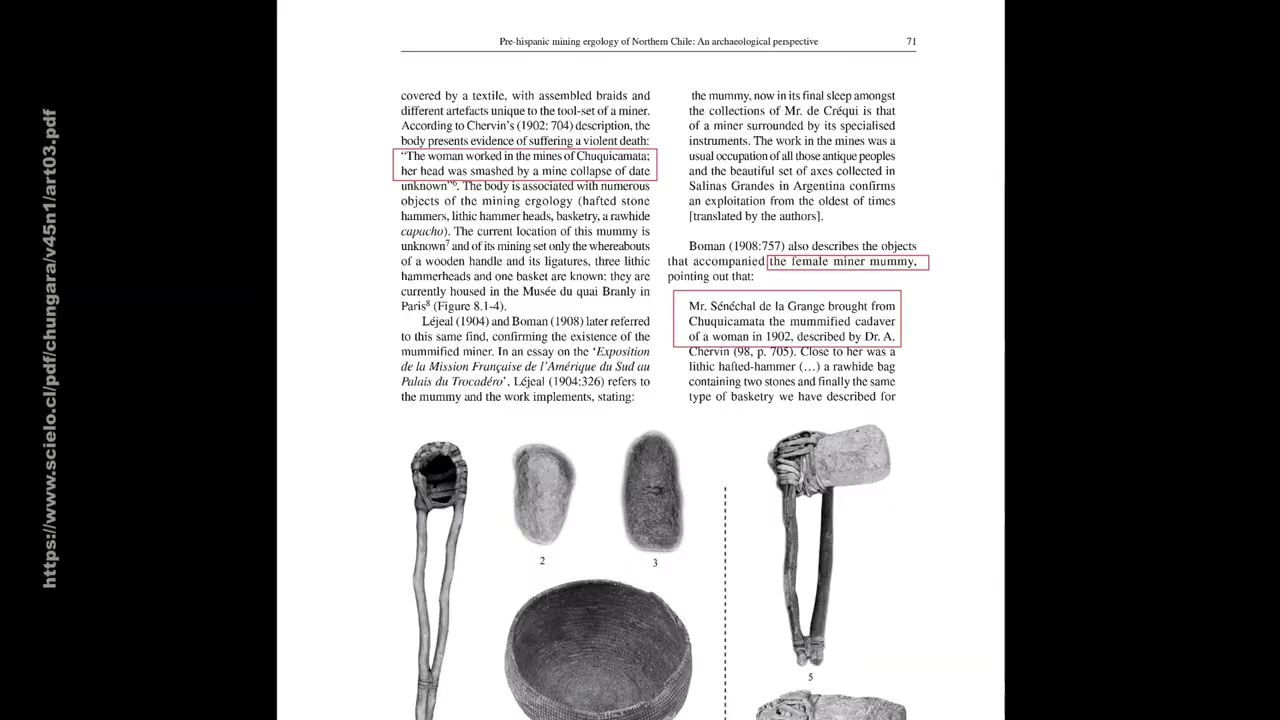 https://www.scielo.cl/pdf/chungara/v45n1/art03.pdf
Pre-hispanic mining ergology of Northern Chile: An archaeological perspective 71
covered by a textile, with assembled braids and
different artefacts unique to the tool-set of a miner.
According to Chervin's (1902: 704) description, the
body presents evidence of suffering a violent death:
“The woman worked in the mines of Chuquicamata;
her head was smashed by a mine collapse of date
unknown”⁶. The body is associated with numerous
objects of the mining ergology (hafted stone
hammers, lithic hammer heads, basketry, a rawhide
capacho). The current location of this mummy is
unknown⁷ and of its mining set only the whereabouts
of a wooden handle and its ligatures, three lithic
hammerheads and one basket are known: they are
currently housed in the Musée du quai Branly in
Paris⁸ (Figure 8.1-4).
Léjeal (1904) and Boman (1908) later referred
to this same find, confirming the existence of the
mummified miner. In an essay on the ‘Exposition
de la Mission Française de l’Amérique du Sud au
Palais du Trocadéro’, Léjeal (1904:326) refers to
the mummy and the work implements, stating:
the mummy, now in its final sleep amongst
the collections of Mr. de Créqui is that
of a miner surrounded by its specialised
instruments. The work in the mines was a
usual occupation of all those antique peoples
and the beautiful set of axes collected in
Salinas Grandes in Argentina confirms
an exploitation from the oldest of times
[translated by the authors].
Boman (1908:757) also describes the objects
that accompanied the female miner mummy,
pointing out that:
Mr. Sénéchal de la Grange brought from
Chuquicamata the mummified cadaver
of a woman in 1902, described by Dr. A.
Chervin (98, p. 705). Close to her was a
lithic hafted-hammer (…) a rawhide bag
containing two stones and finally the same
type of basketry we have described for
2
3
5